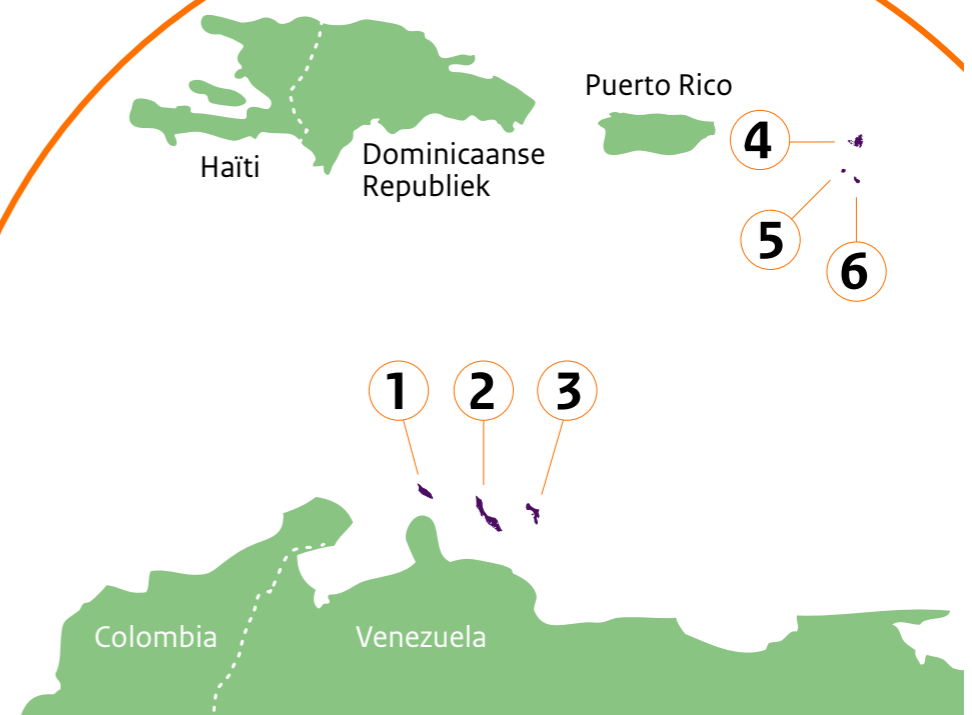 Puerto Rico
4
Haïti
Dominicaanse
Republiek
5
6
1
2
3
Colombia
Venezuela